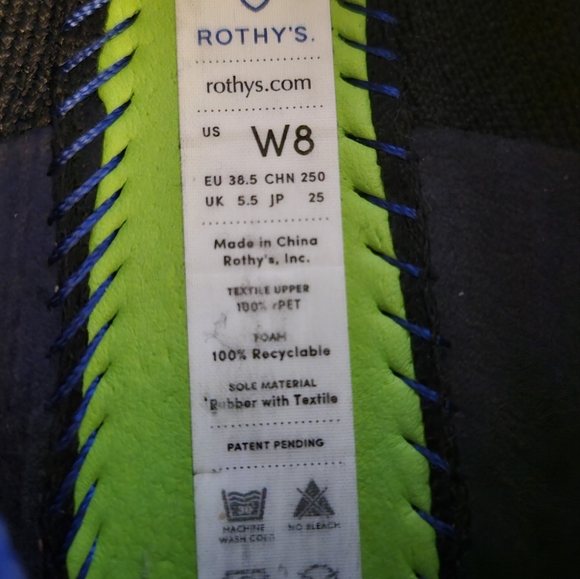 ROTHY'S.
rothys.com
US W8
EU 38.5 CHN 250
UK 5.5 JP 25
Made in China
Rothy's, Inc.
TEXTILE UPPER
100% rPET
FOAM
100% Recyclable
SOLE MATERIAL
Rubber with Textile
PATENT PENDING
30
MACHINE NO BLEACH
WASH COLD